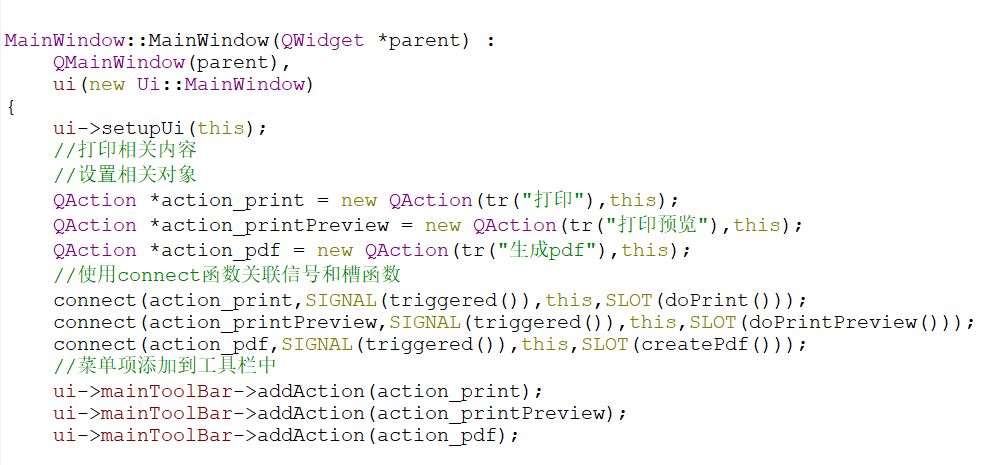 MainWindow::MainWindow(QWidget *parent) :
    QMainWindow(parent),
    ui(new Ui::MainWindow)
{
    ui->setupUi(this);
    //打印相关内容
    //设置相关对象
    QAction *action_print = new QAction(tr("打印"),this);
    QAction *action_printPreview = new QAction(tr("打印预览"),this);
    QAction *action_pdf = new QAction(tr("生成pdf"),this);
    //使用connect函数关联信号和槽函数
    connect(action_print,SIGNAL(triggered()),this,SLOT(doPrint()));
    connect(action_printPreview,SIGNAL(triggered()),this,SLOT(doPrintPreview()));
    connect(action_pdf,SIGNAL(triggered()),this,SLOT(createPdf()));
    //菜单项添加到工具栏中
    ui->mainToolBar->addAction(action_print);
    ui->mainToolBar->addAction(action_printPreview);
    ui->mainToolBar->addAction(action_pdf);